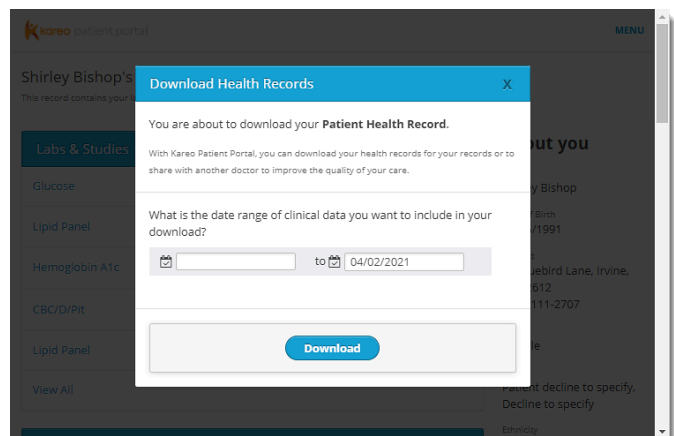 kareo patient portal
MENU
Shirley Bishop's
This record contains your
Download Health Records
X
You are about to download your Patient Health Record.
With Kareo Patient Portal, you can download your health records for your records or to
share with another doctor to improve the quality of your care.
What is the date range of clinical data you want to include in your
download?
to 04/02/2021
Download
Labs & Studies
Glucose
Lipid Panel
Hemoglobin A1c
CBC/D/Plt
Lipid Panel
View All
out you
y Bishop
Birth
/1991
uebird Lane, Irvine,
612
111-2707
le
Patient decline to specify,
Decline to specify
Ethnicity